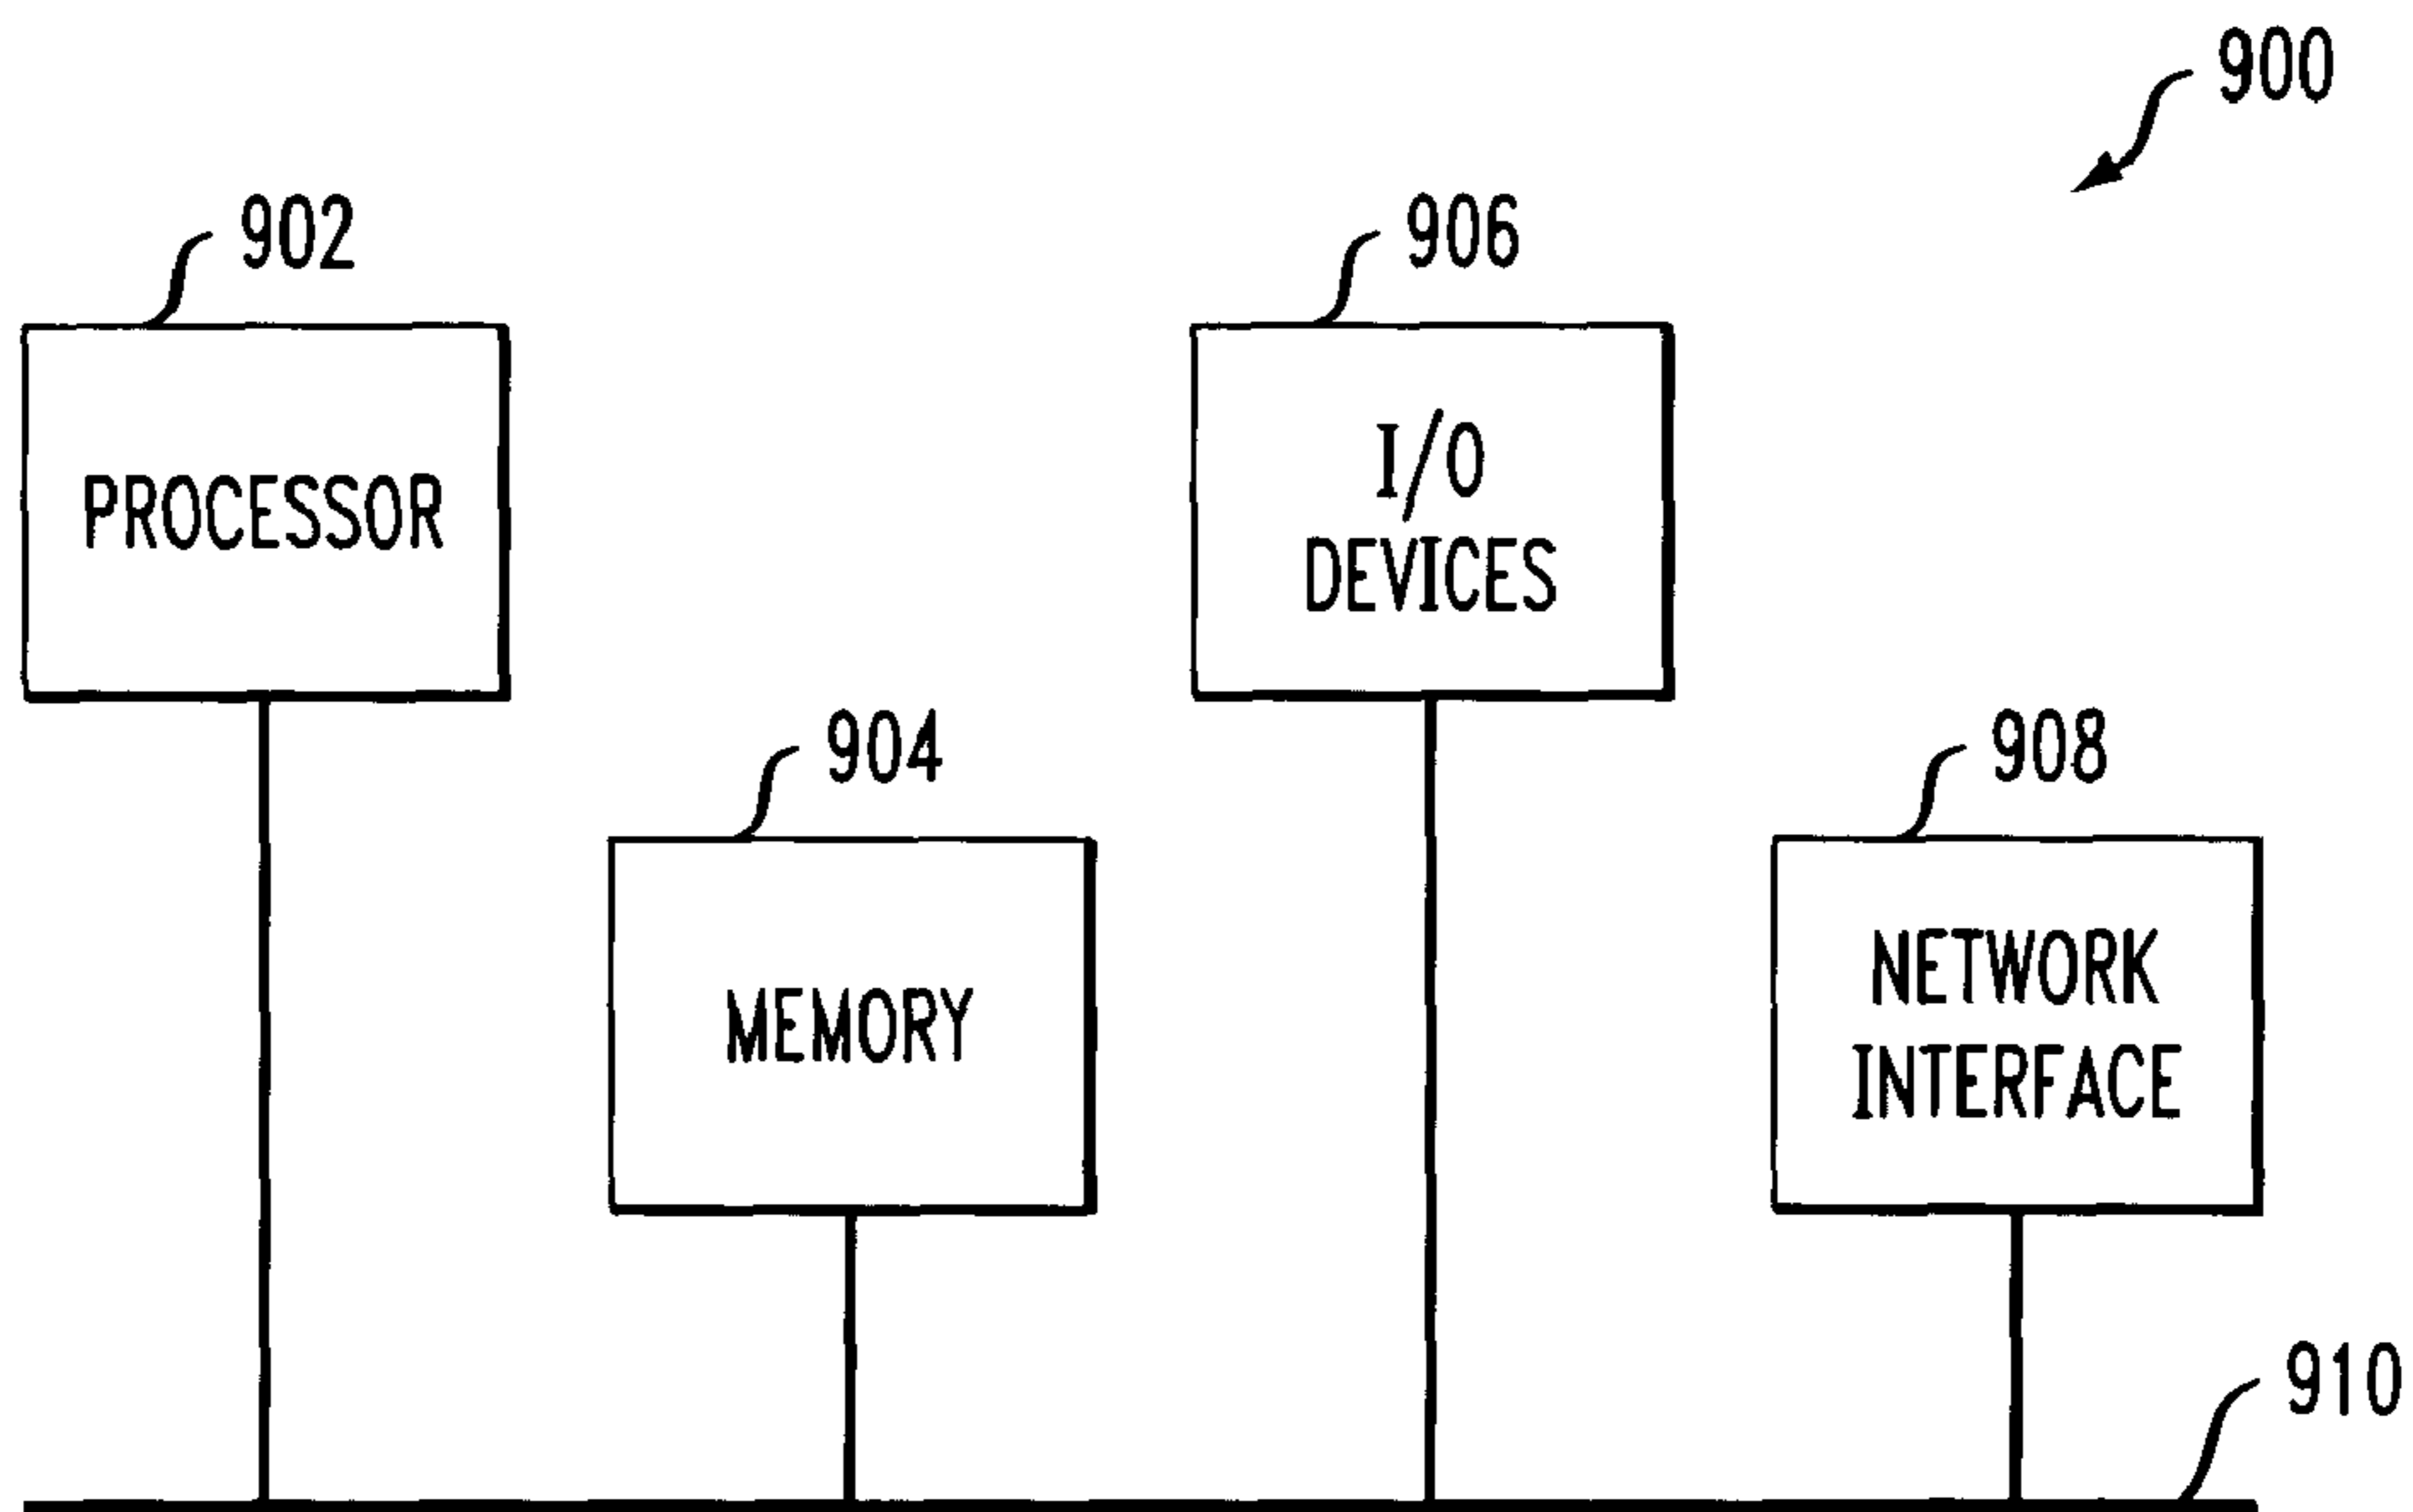 900
902
906
PROCESSOR
I/O
DEVICES
904
908
MEMORY
NETWORK
INTERFACE
910